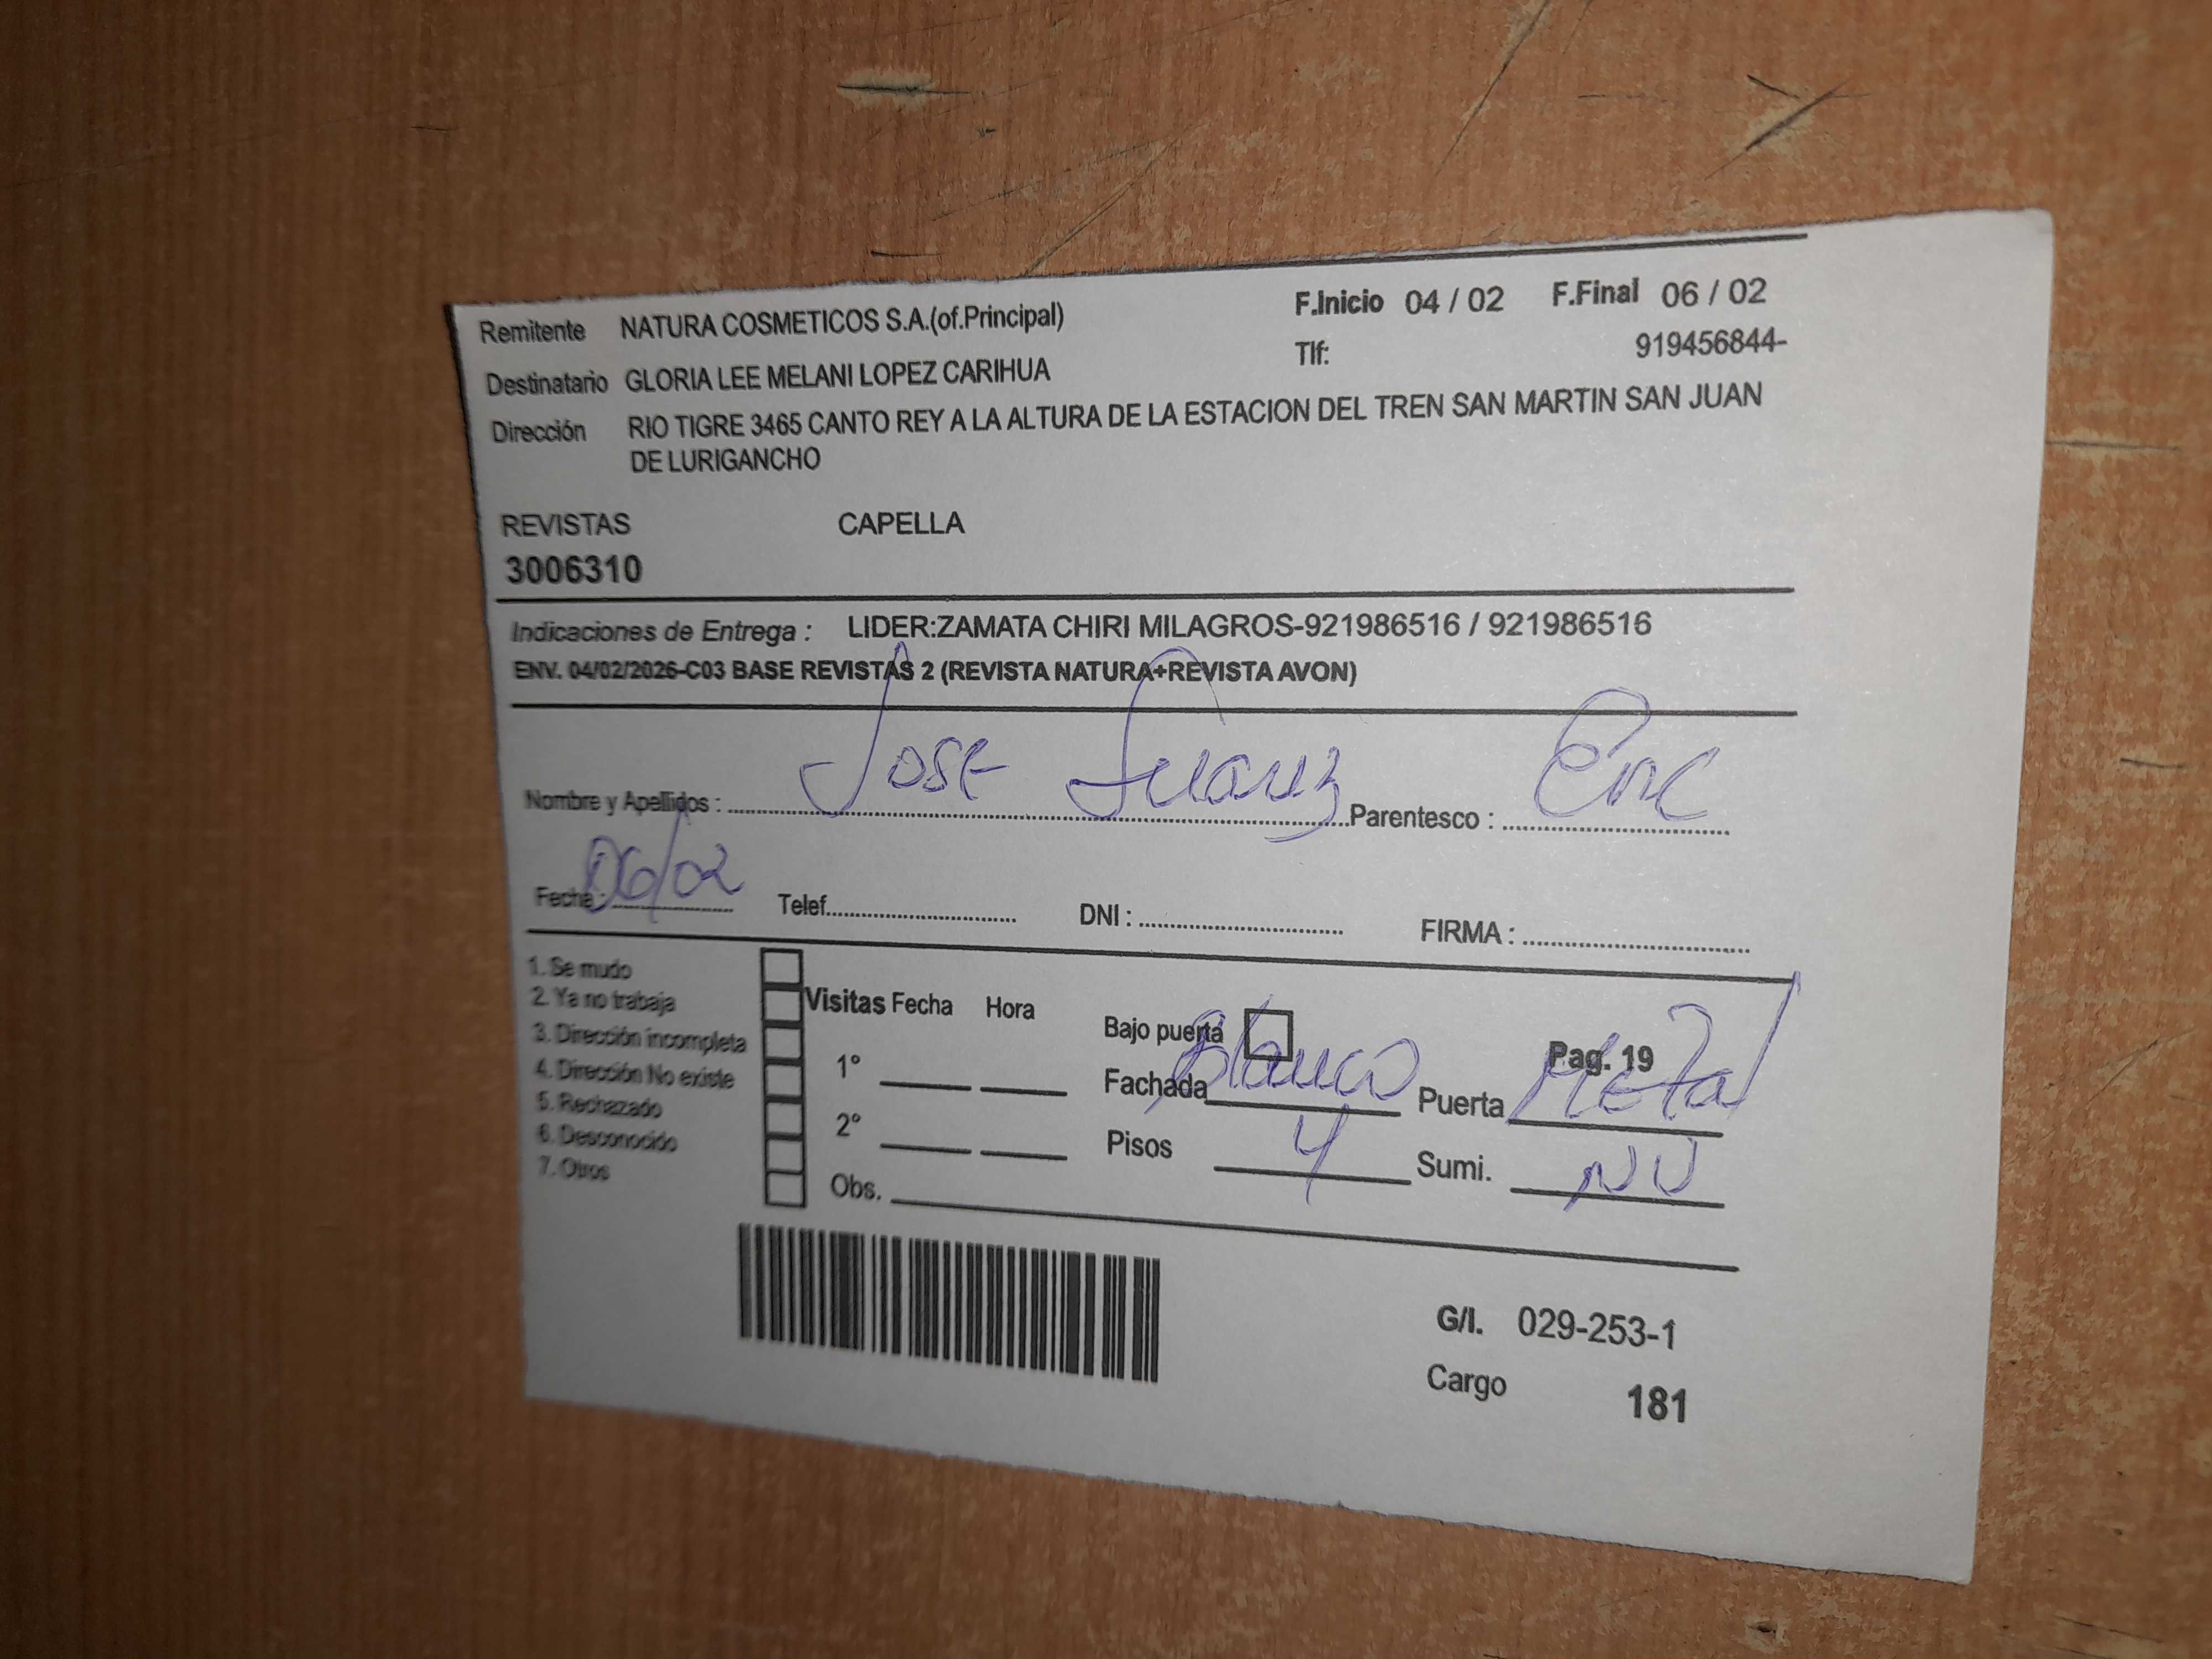 Remitente NATURA COSMETICOS S.A.(of.Principal) F.Inicio 04 / 02 F.Final 06 / 02
Destinatario GLORIA LEE MELANI LOPEZ CARIHUA Tlf: 919456844-
Dirección RIO TIGRE 3465 CANTO REY A LA ALTURA DE LA ESTACION DEL TREN SAN MARTIN SAN JUAN
DE LURIGANCHO
REVISTAS CAPELLA
3006310
Indicaciones de Entrega : LIDER:ZAMATA CHIRI MILAGROS-921986516 / 921986516
ENV. 04/02/2026-C03 BASE REVISTAS 2 (REVISTA NATURA+REVISTA AVON)
Nombre y Apellidos : Jose Suarez Parentesco : Enc
Fecha : 06/02 Telef. DNI : FIRMA :
1. Se mudo
2. Ya no trabaja
3. Dirección incompleta
4. Dirección No existe
5. Rechazado
6. Desconocido
7. Otros
Visitas Fecha Hora
1°
2°
Obs.
Bajo puerta Pag. 19
Fachada Blanco Puerta Metal
Pisos 4 Sumi.
G/I. 029-253-1
Cargo 181